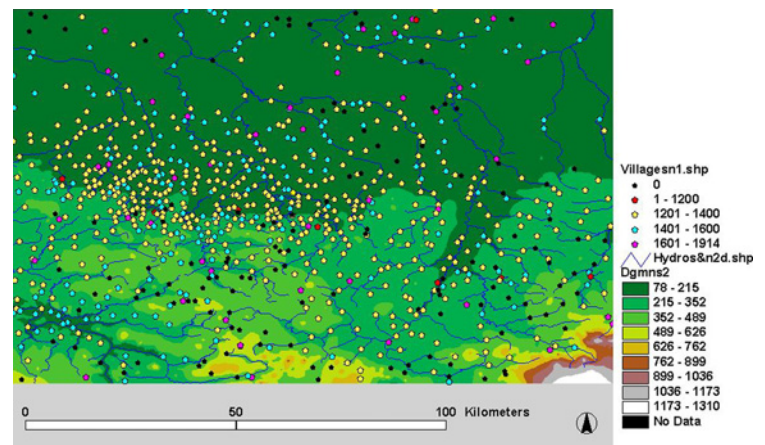 Villagesn1.shp
0
1 - 1200
1201 - 1400
1401 - 1600
1601 - 1914
Hydros&n2d.shp
Dgmns2
78 - 215
215 - 352
352 - 489
489 - 626
626 - 762
762 - 899
899 - 1036
1036 - 1173
1173 - 1310
No Data
0 50 100 Kilometers